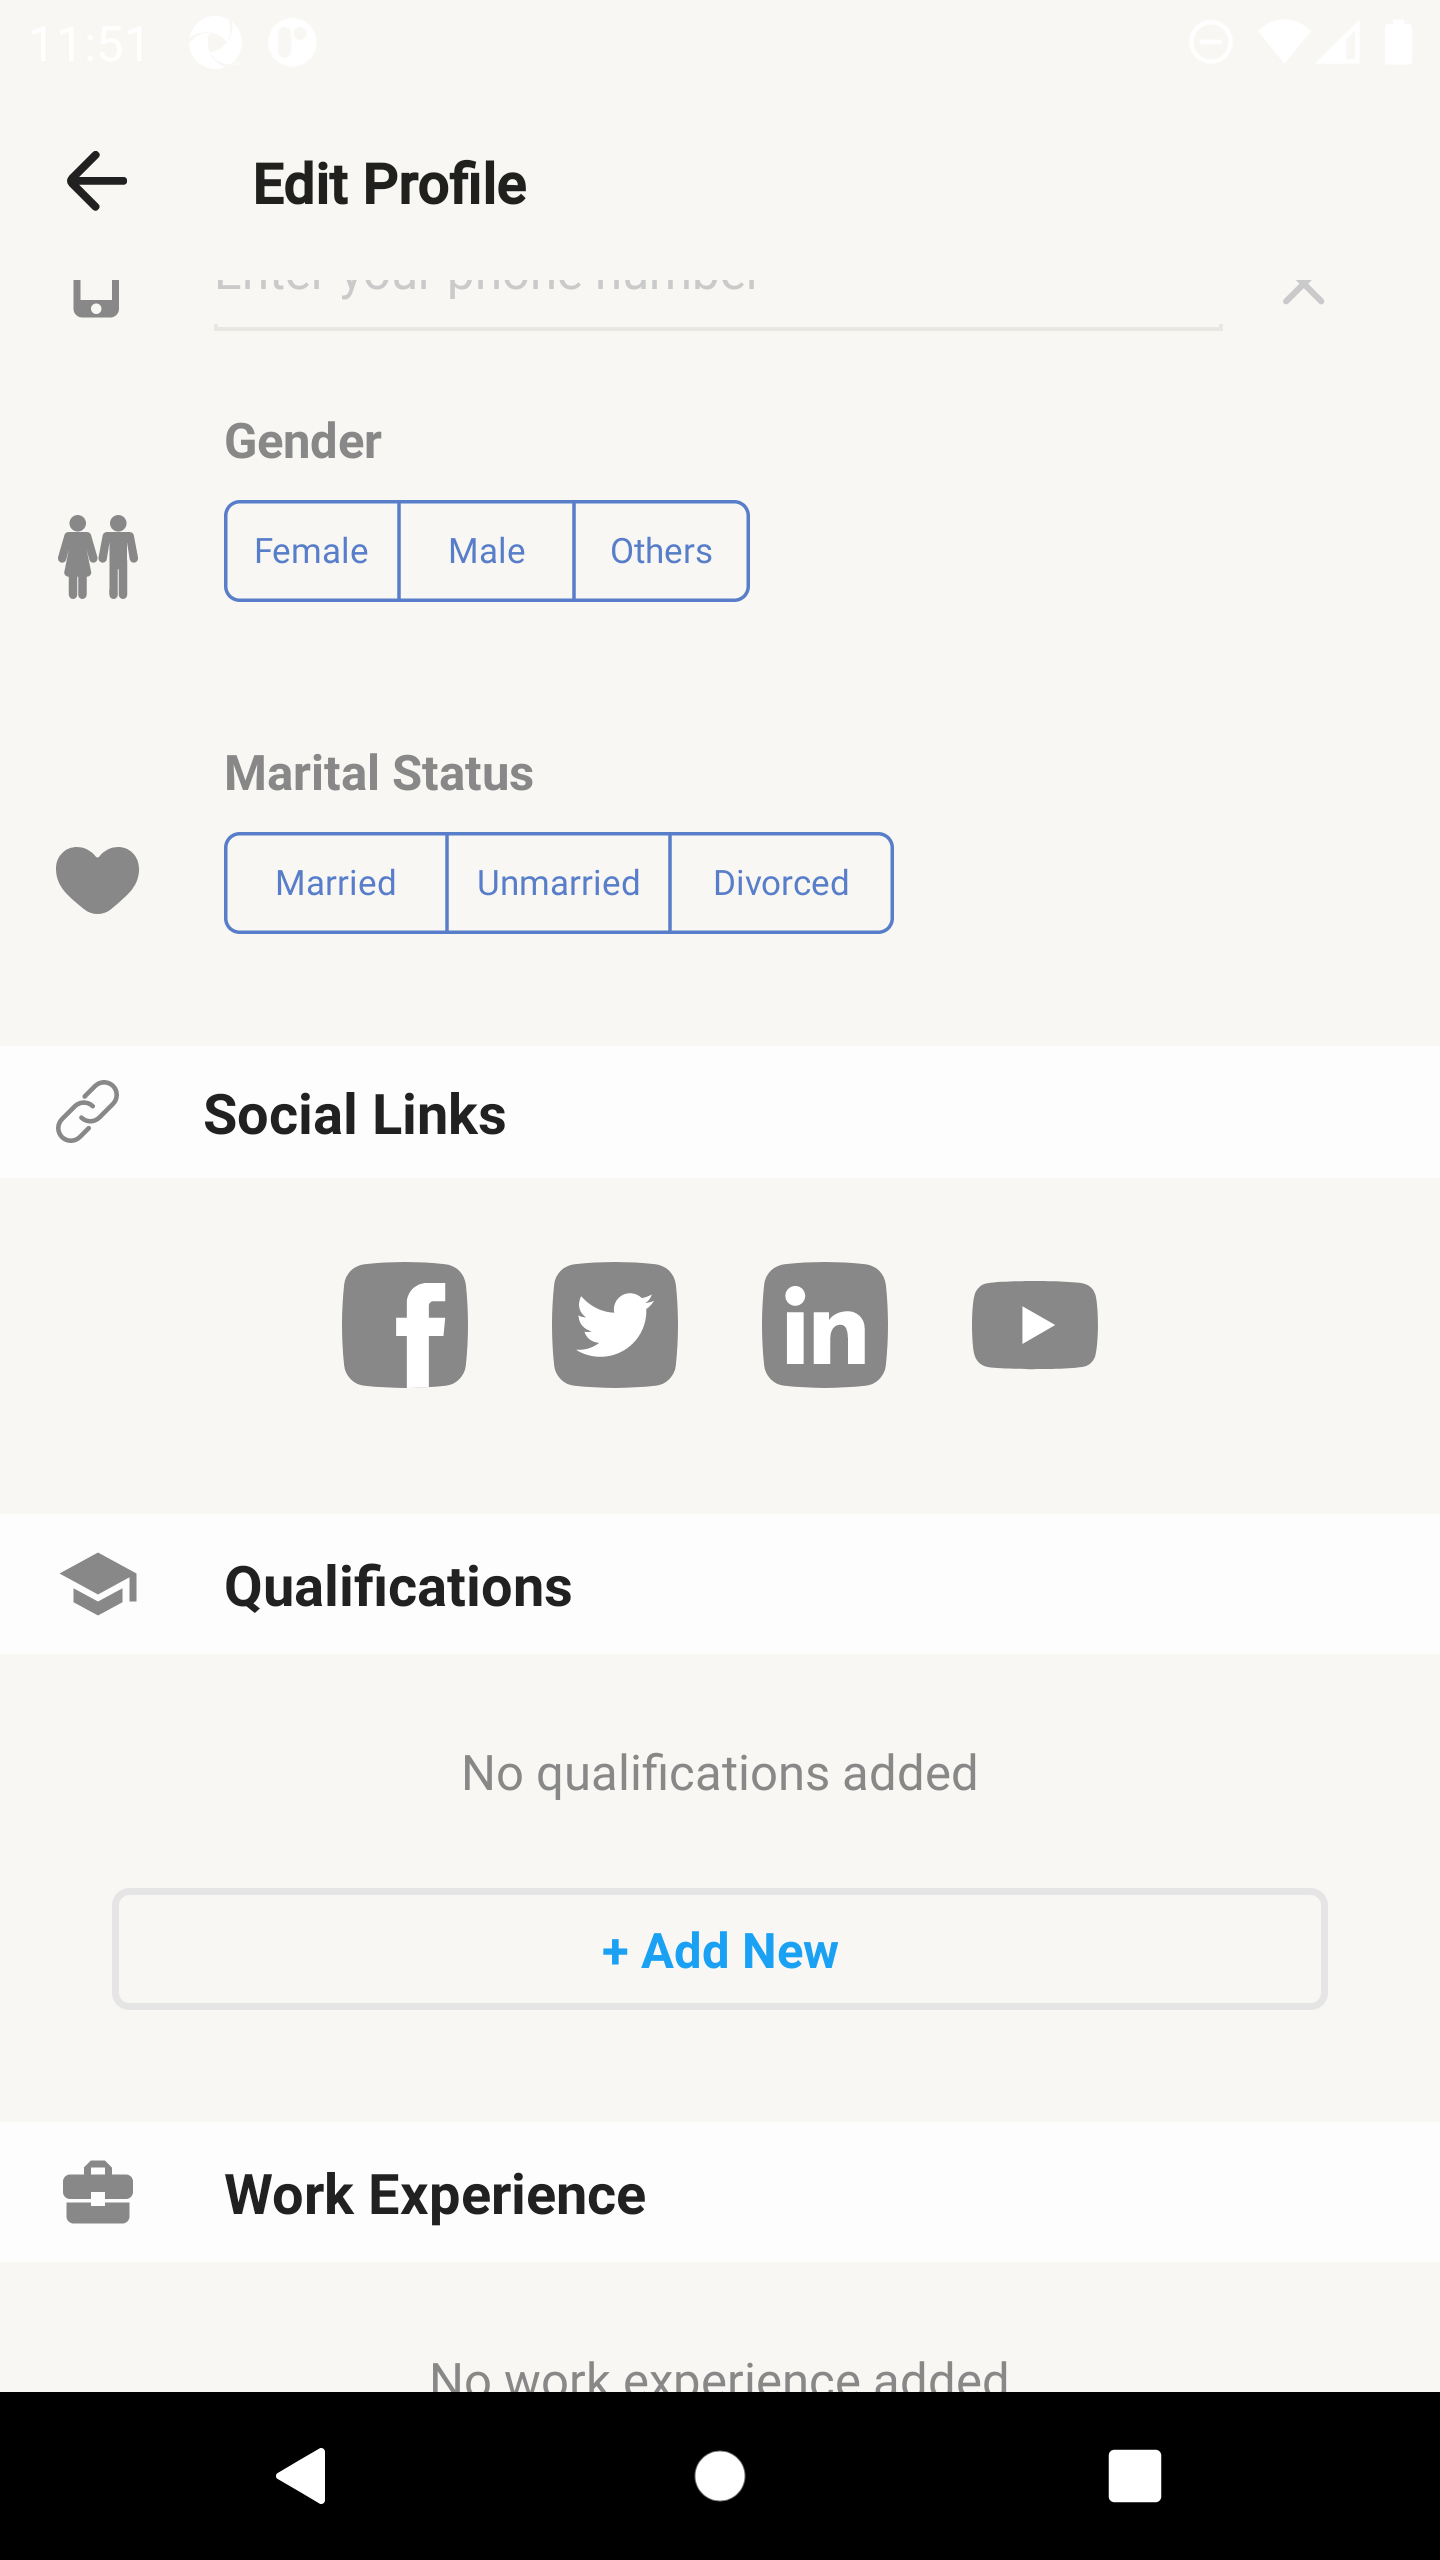 11:51
Edit Profile
Enter your phone number
Gender
Female Male Others
Marital Status
Married Unmarried Divorced
Social Links
Qualifications
No qualifications added
+ Add New
Work Experience
No work experience added